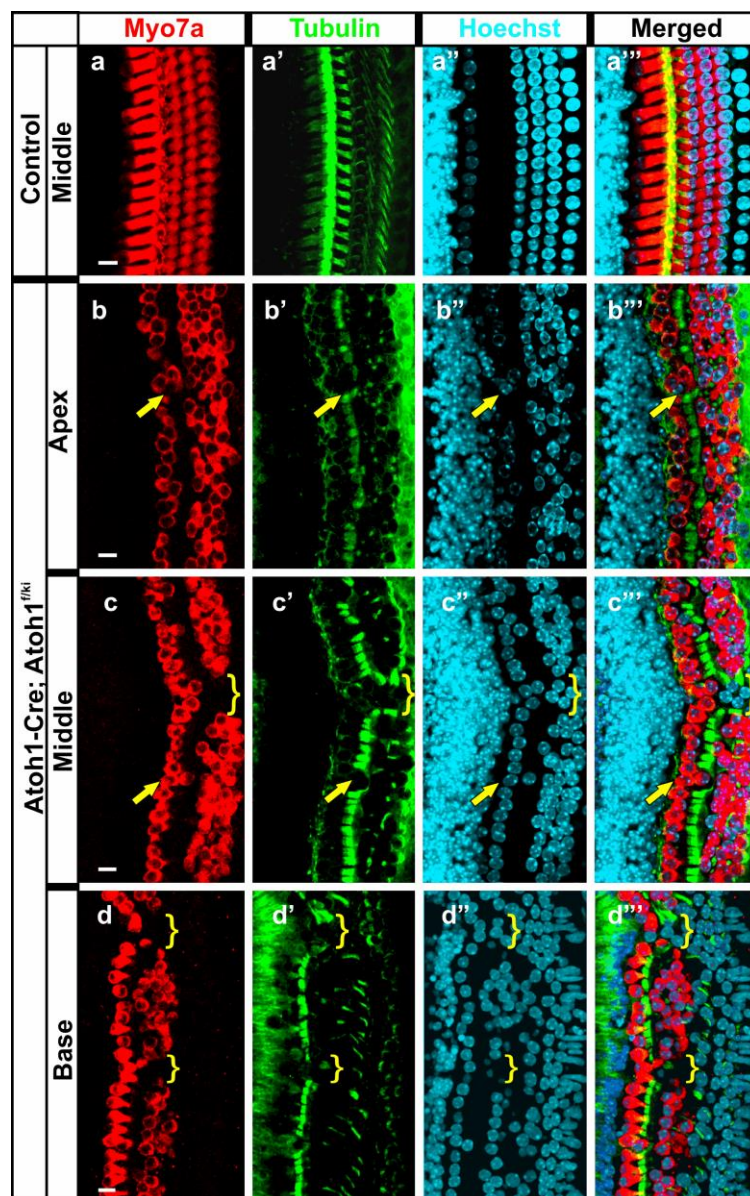 Myo7a Tubulin Hoechst Merged
Control
Middle
a a' a" a'"
Atoh1-Cre; Atoh1f/ki
Apex
b b' b" b'"
Middle
c c' c" c'"
} } } }
Base
d d' d" d'"
} } } }
} } } }